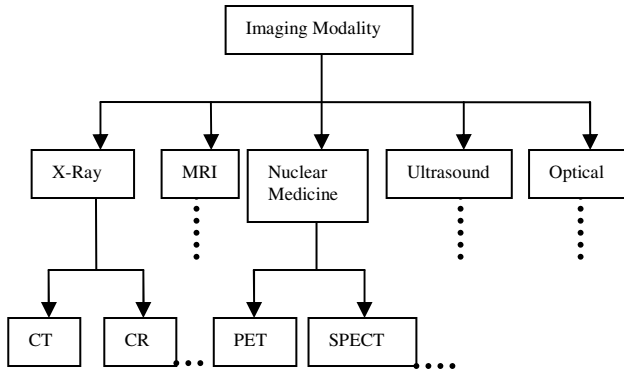 Imaging Modality
X-Ray
MRI
Nuclear
Medicine
Ultrasound
Optical
CT
CR
PET
SPECT